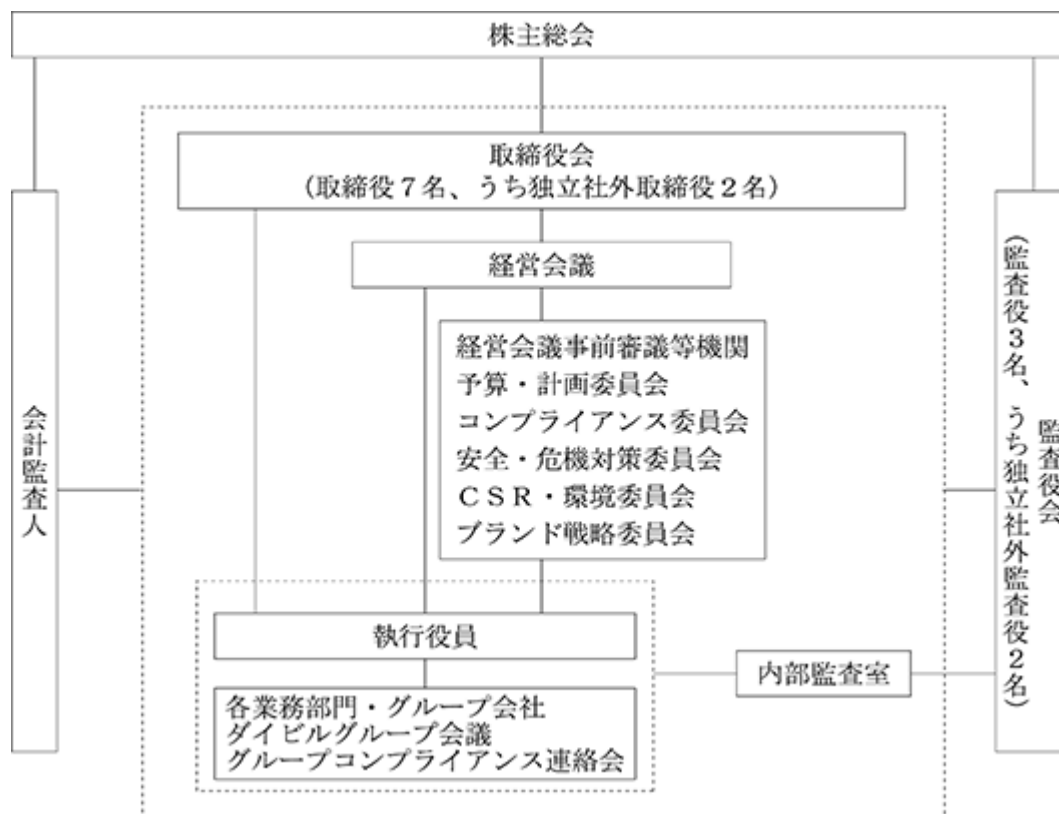 株主総会
取締役会
(取締役7名、うち独立社外取締役2名)
経営会議
経営会議事前審議等機関
予算・計画委員会
コンプライアンス委員会
安全・危機対策委員会
CSR・環境委員会
ブランド戦略委員会
会計監査人
監査役会
(監査役3名、うち独立社外監査役2名)
執行役員
内部監査室
各業務部門・グループ会社
ダイビルグループ会議
グループコンプライアンス連絡会